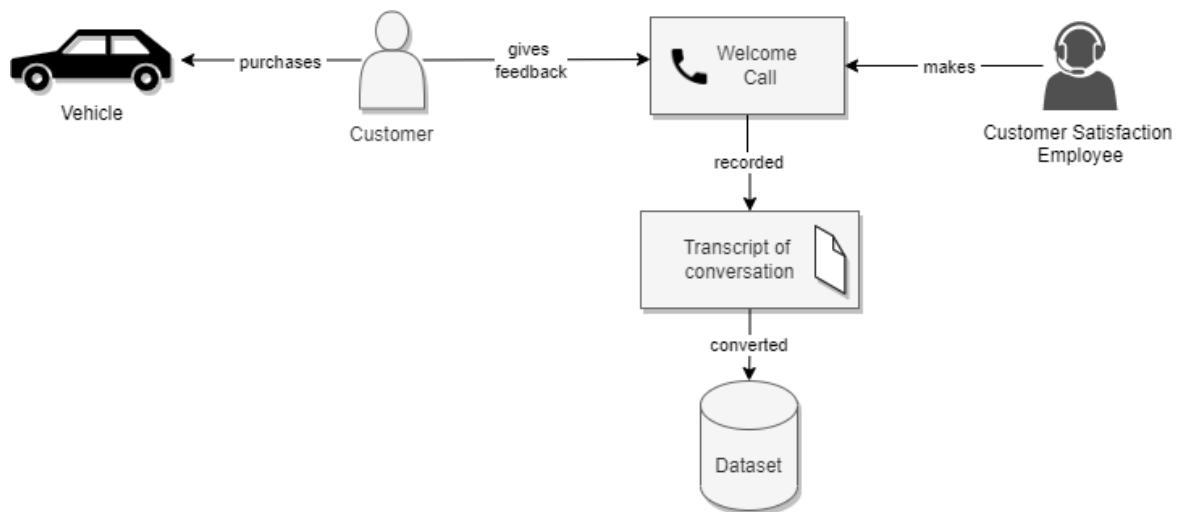 purchases
gives
feedback
Welcome
Call
makes
Vehicle
Customer
Customer Satisfaction
Employee
recorded
Transcript of
conversation
converted
Dataset